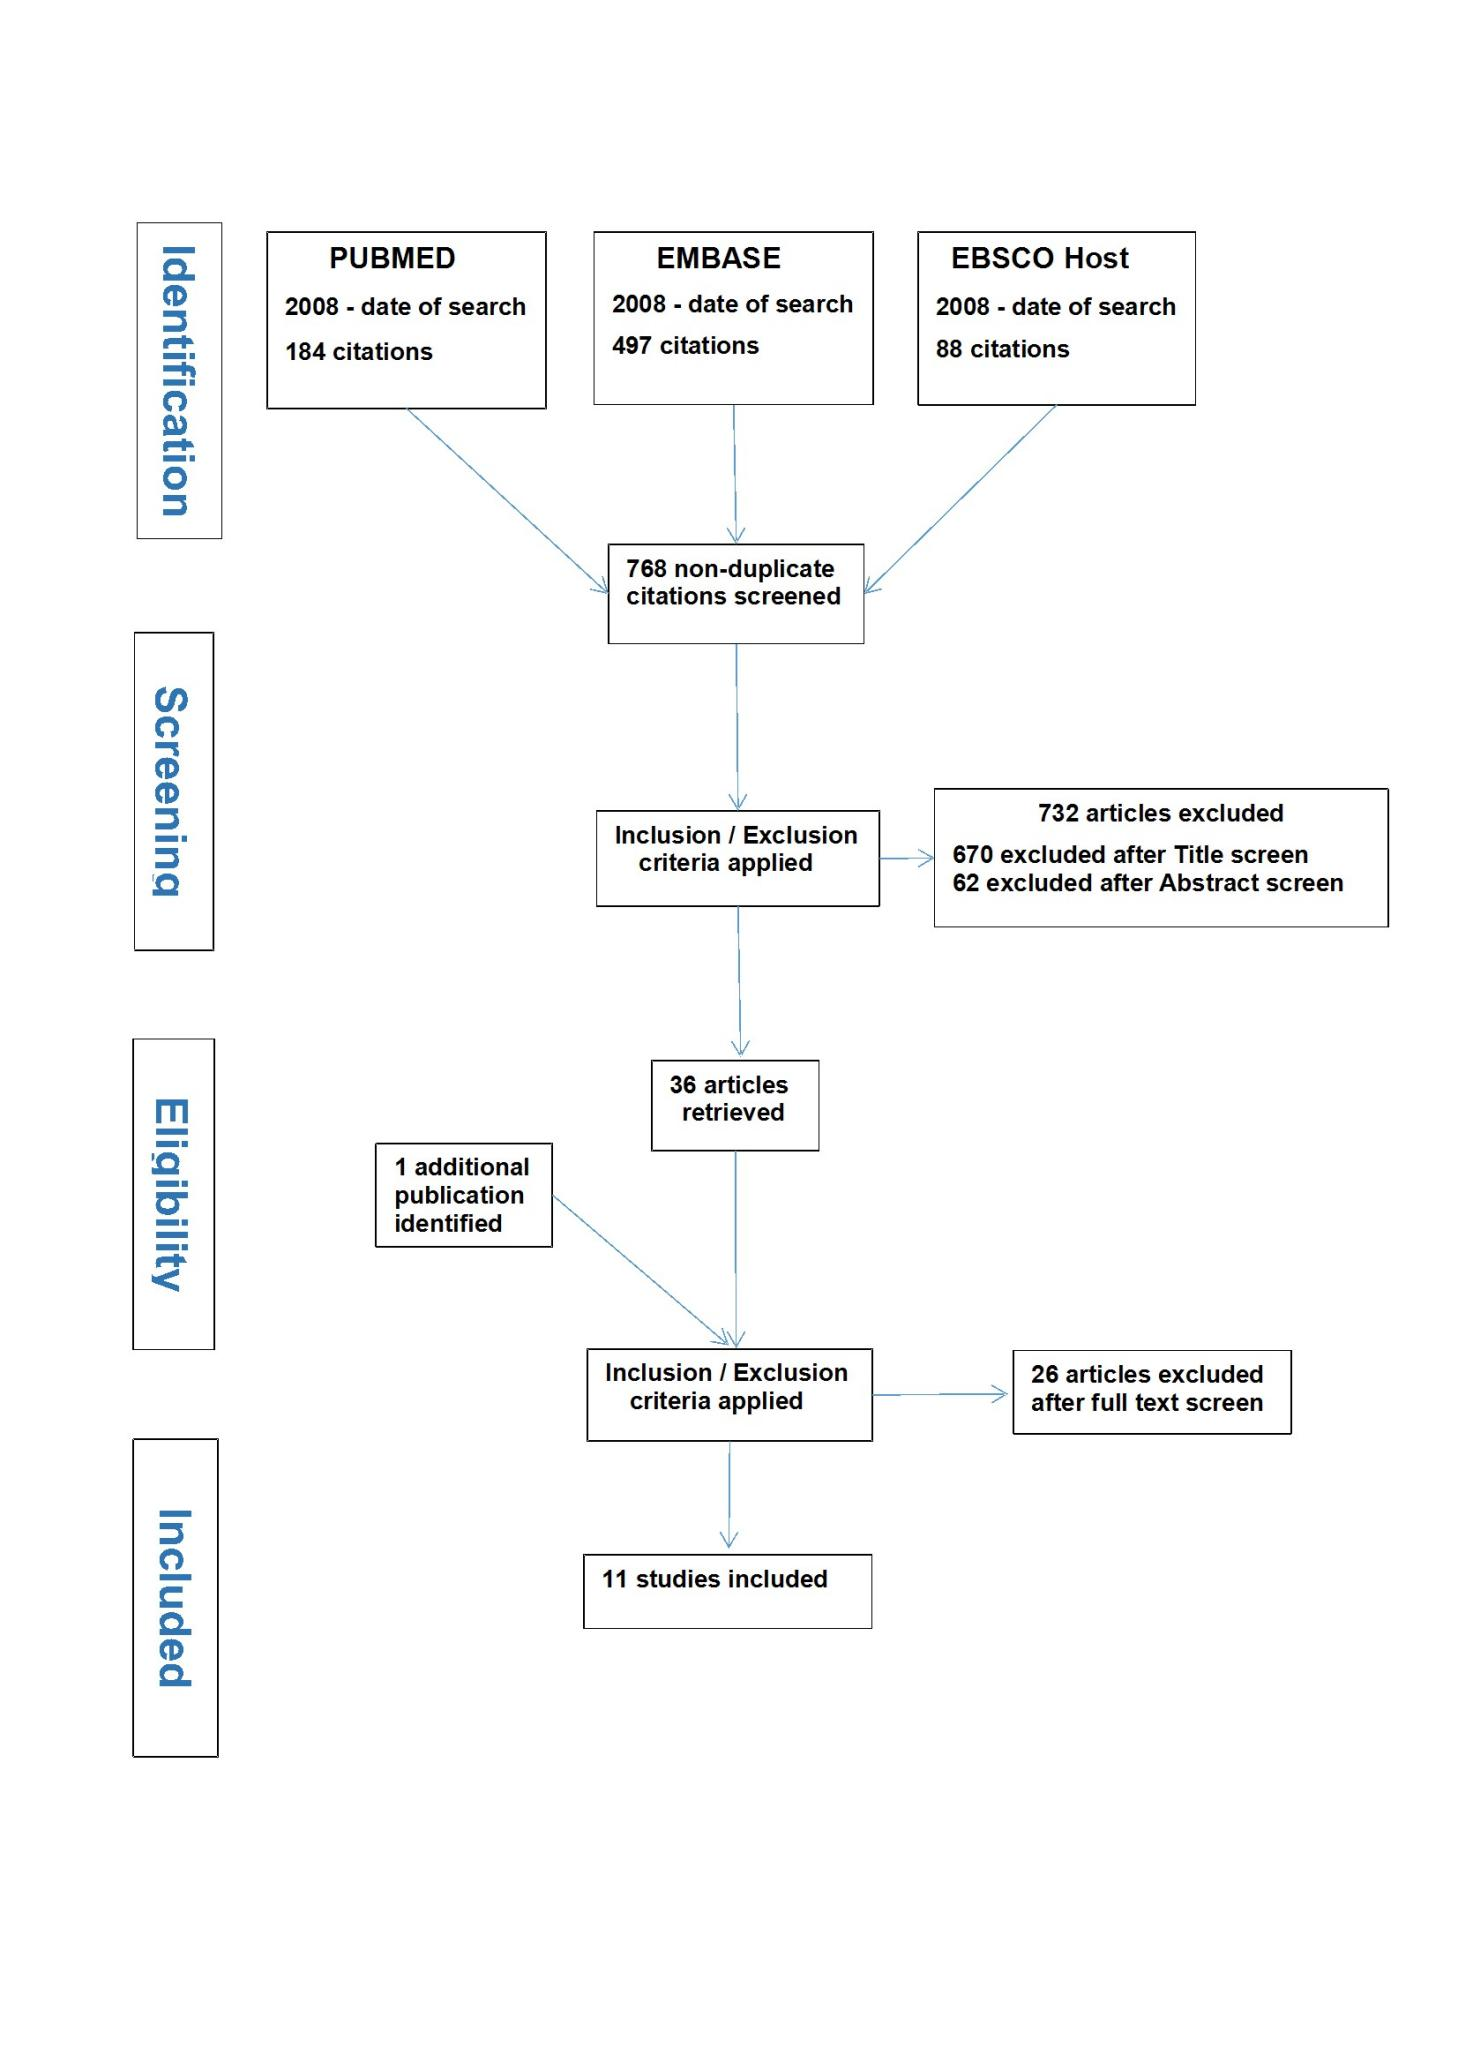 Identification
PUBMED
2008 - date of search
184 citations
EMBASE
2008 - date of search
497 citations
EBSCO Host
2008 - date of search
88 citations
768 non-duplicate
citations screened
Screening
Inclusion / Exclusion
criteria applied
732 articles excluded
670 excluded after Title screen
62 excluded after Abstract screen
Eligibility
36 articles
retrieved
1 additional
publication
identified
Inclusion / Exclusion
criteria applied
26 articles excluded
after full text screen
Included
11 studies included